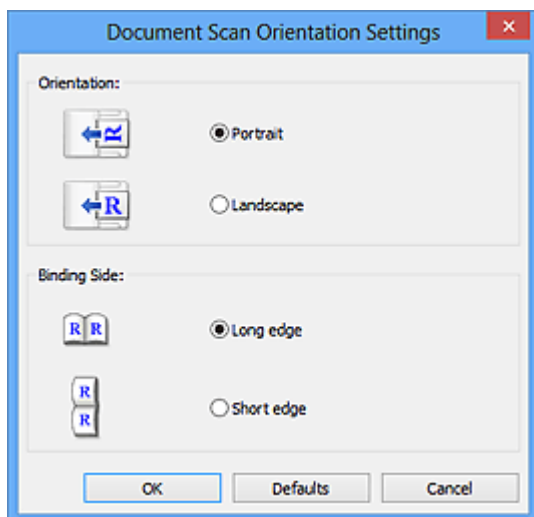 Document Scan Orientation Settings
Orientation:
R
Portrait
R
Landscape
Binding Side:
R R
Long edge
R
R
Short edge
OK Defaults Cancel